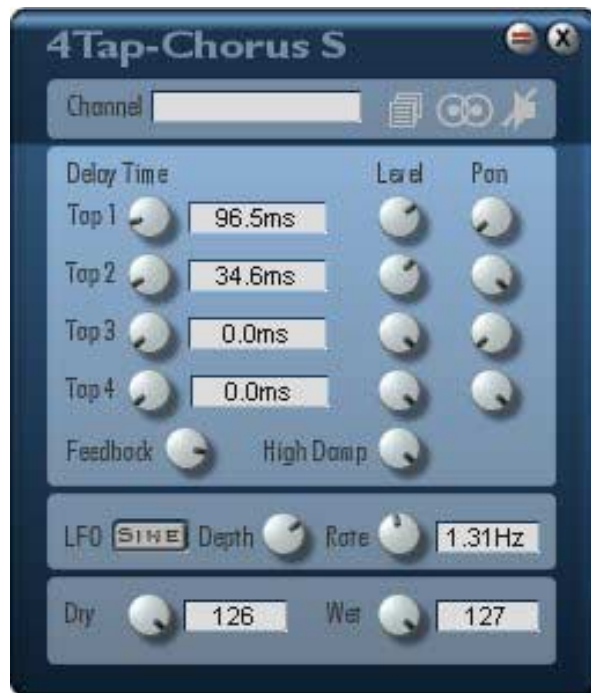 4Tap-Chorus S
Channel
Delay Time Level Pan
Tap 1 96.5ms
Tap 2 34.6ms
Tap 3 0.0ms
Tap 4 0.0ms
Feedback High Damp
LFO SINE Depth Rate 1.31Hz
Dry 126 Wet 127